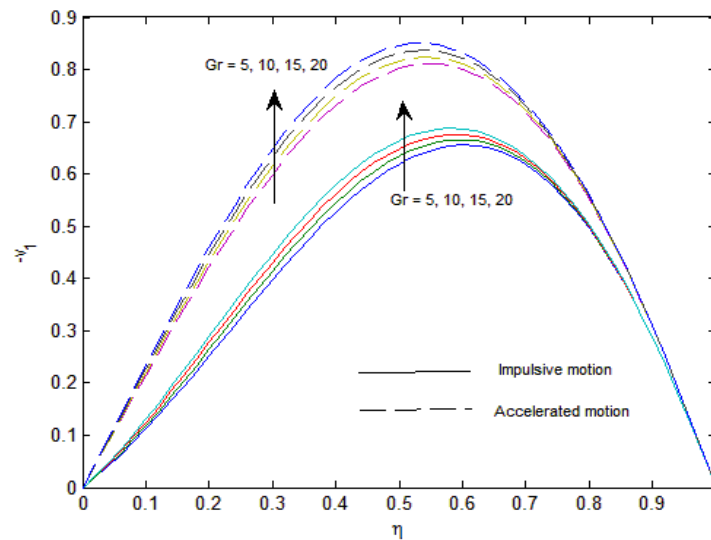 0.9
0.8
0.7
0.6
0.5
0.4
0.3
0.2
0.1
0
-v1
Gr = 5, 10, 15, 20
Gr = 5, 10, 15, 20
Impulsive motion
Accelerated motion
0 0.1 0.2 0.3 0.4 0.5 0.6 0.7 0.8 0.9
η